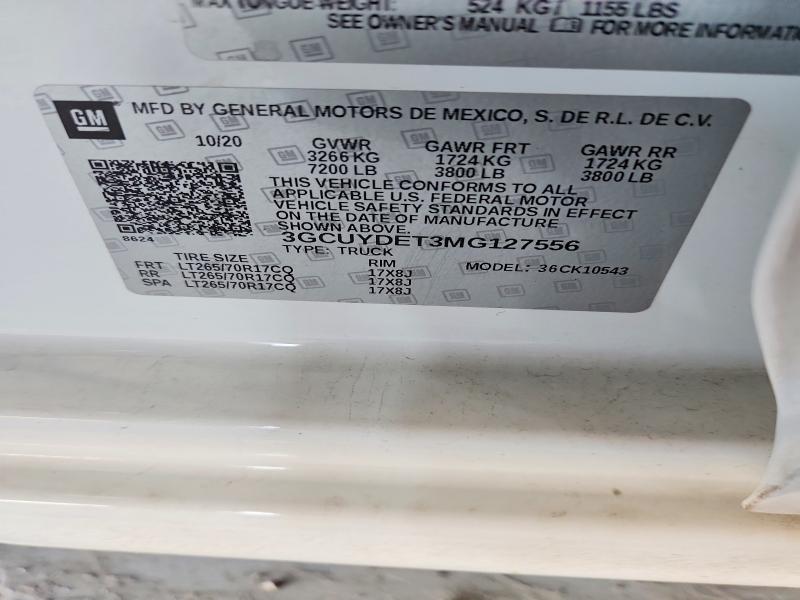 MAX TONGUE WEIGHT: 524 KG 1155 LBS
SEE OWNER'S MANUAL FOR MORE INFORMATION
GM
MFD BY GENERAL MOTORS DE MEXICO, S. DE R.L. DE C.V.
10/20 GVWR GAWR FRT GAWR RR
3266 KG 1724 KG 1724 KG
7200 LB 3800 LB 3800 LB
THIS VEHICLE CONFORMS TO ALL
APPLICABLE U.S. FEDERAL MOTOR
VEHICLE SAFETY STANDARDS IN EFFECT
ON THE DATE OF MANUFACTURE
SHOWN ABOVE.
8624 3GCUYDET3MG127556
TYPE: TRUCK
TIRE SIZE RIM MODEL: 36CK10543
FRT LT265/70R17CQ 17X8J
RR LT265/70R17CQ 17X8J
SPA LT265/70R17CQ 17X8J